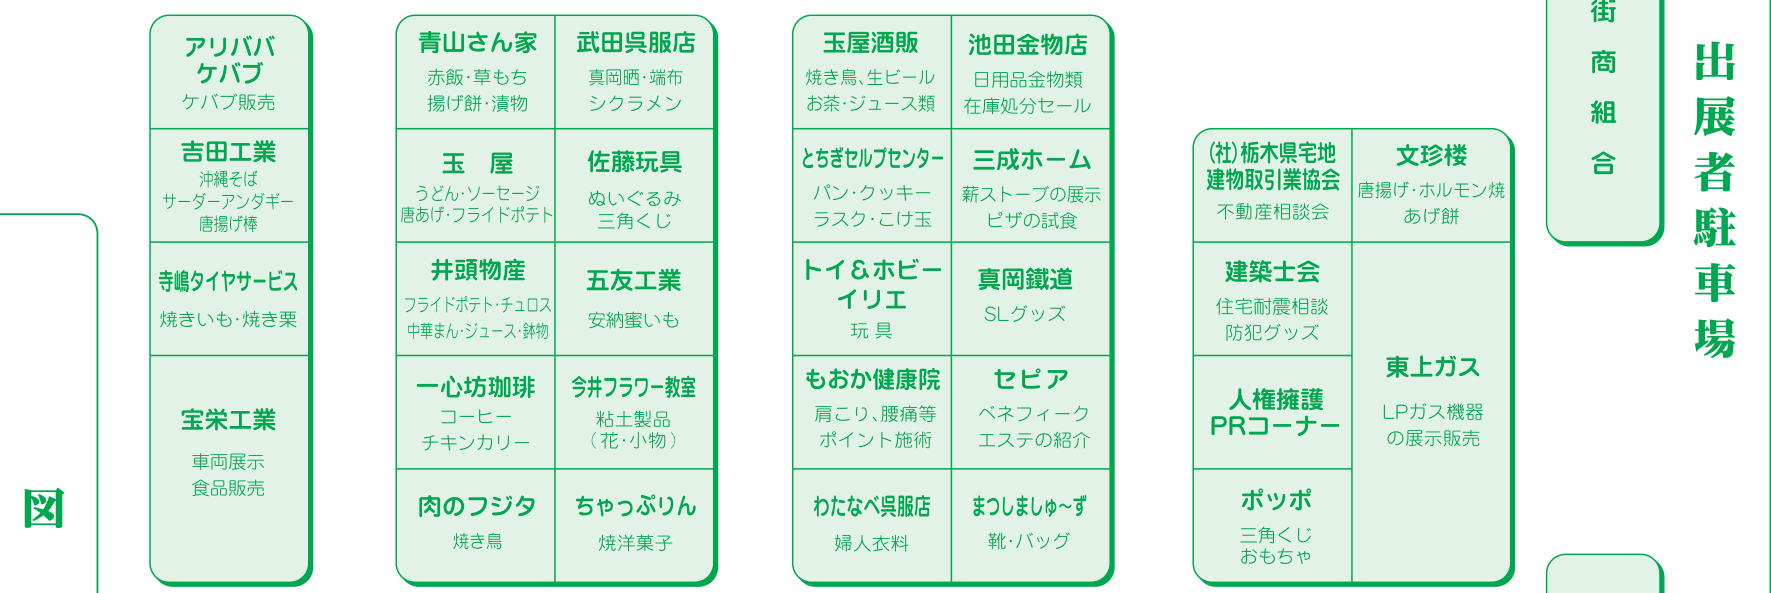 図
アリババ
ケバブ
ケバブ販売
吉田工業
沖縄そば
サーターアンダギー
唐揚げ棒
寺嶋タイヤサービス
焼きいも・焼き栗
宝栄工業
車両展示
食品販売
青山さん家
赤飯・草もち
揚げ餅・漬物
武田呉服店
真岡晒・端布
シクラメン
玉　屋
うどん・ソーセージ
唐あげ・フライドポテト
佐藤玩具
ぬいぐるみ
三角くじ
井頭物産
フライドポテト・チュロス
中華まん・ジュース・鉢物
五友工業
安納蜜いも
一心坊珈琲
コーヒー
チキンカリー
今井フラワー教室
粘土製品
（花・小物）
肉のフジタ
焼き鳥
ちゃっぷりん
焼洋菓子
玉屋酒販
焼き鳥、生ビール
お茶・ジュース類
池田金物店
日用品金物類
在庫処分セール
とちぎセルプセンター
パン・クッキー
ラスク・こけ玉
三成ホーム
薪ストーブの展示
ピザの試食
トイ＆ホビー
イリエ
玩 具
真岡鐵道
SLグッズ
もおか健康院
肩こり、腰痛等
ポイント施術
セピア
ベネフィーク
エステの紹介
わたなべ呉服店
婦人衣料
まつしましゅ～ず
靴・バッグ
(社)栃木県宅地
建物取引業協会
不動産相談会
文珍楼
唐揚げ・ホルモン焼
あげ餅
建築士会
住宅耐震相談
防犯グッズ
人権擁護
PRコーナー
ポッポ
三角くじ
おもちゃ
東上ガス
LPガス機器
の展示販売
街商組合
出展者駐車場